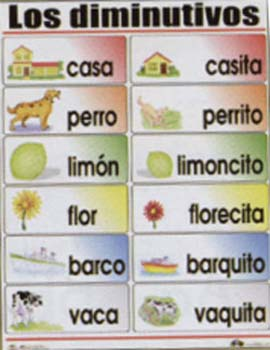 Los diminutivos
casa casita
perro perrito
limón limoncito
flor florecita
barco barquito
vaca vaquita